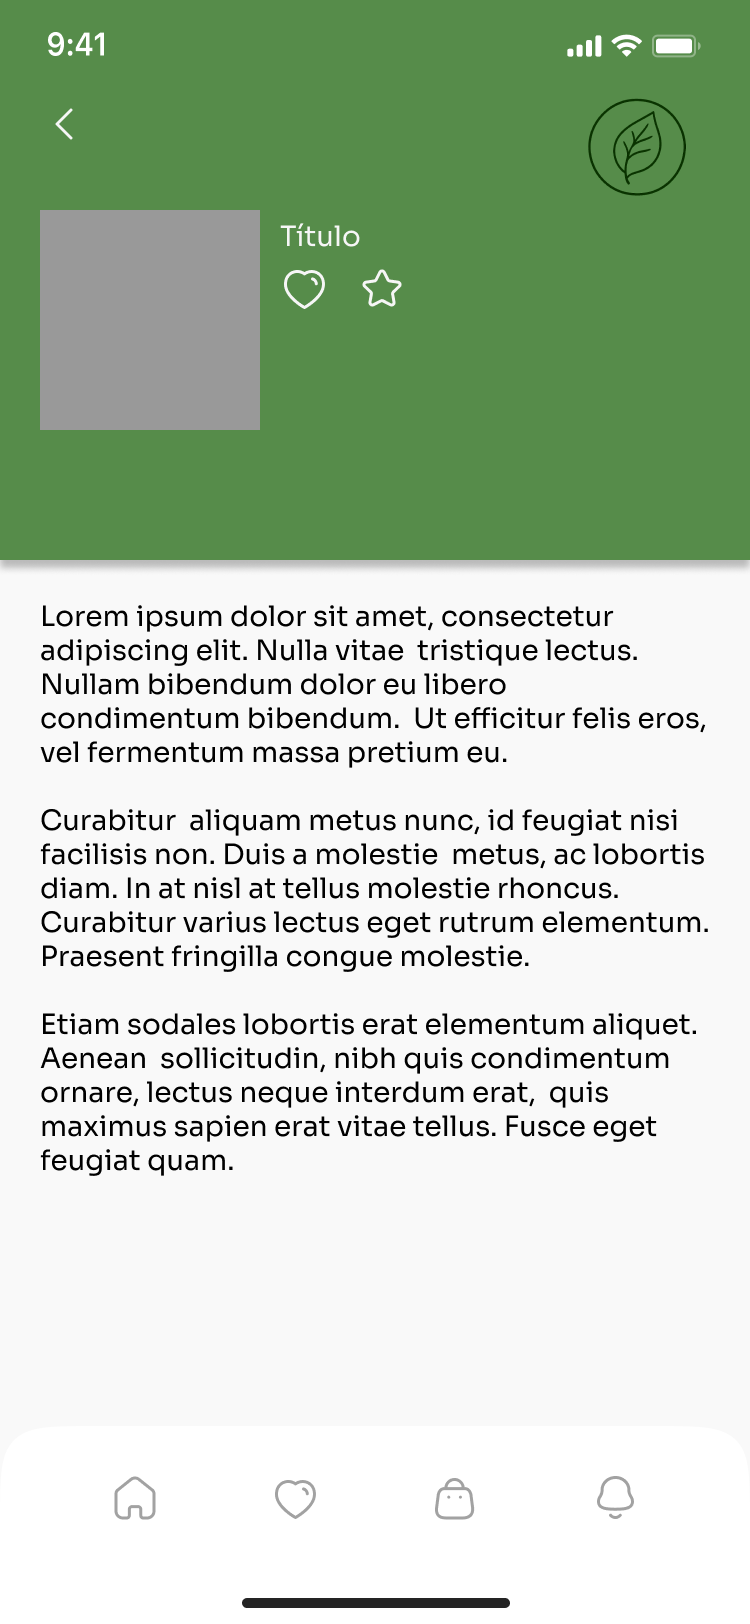 9:41
Título
Lorem ipsum dolor sit amet, consectetur
adipiscing elit. Nulla vitae  tristique lectus.
Nullam bibendum dolor eu libero
condimentum bibendum.  Ut efficitur felis eros,
vel fermentum massa pretium eu.
Curabitur  aliquam metus nunc, id feugiat nisi
facilisis non. Duis a molestie  metus, ac lobortis
diam. In at nisl at tellus molestie rhoncus.
Curabitur varius lectus eget rutrum elementum.
Praesent fringilla congue molestie.
Etiam sodales lobortis erat elementum aliquet.
Aenean  sollicitudin, nibh quis condimentum
ornare, lectus neque interdum erat,  quis
maximus sapien erat vitae tellus. Fusce eget
feugiat quam.